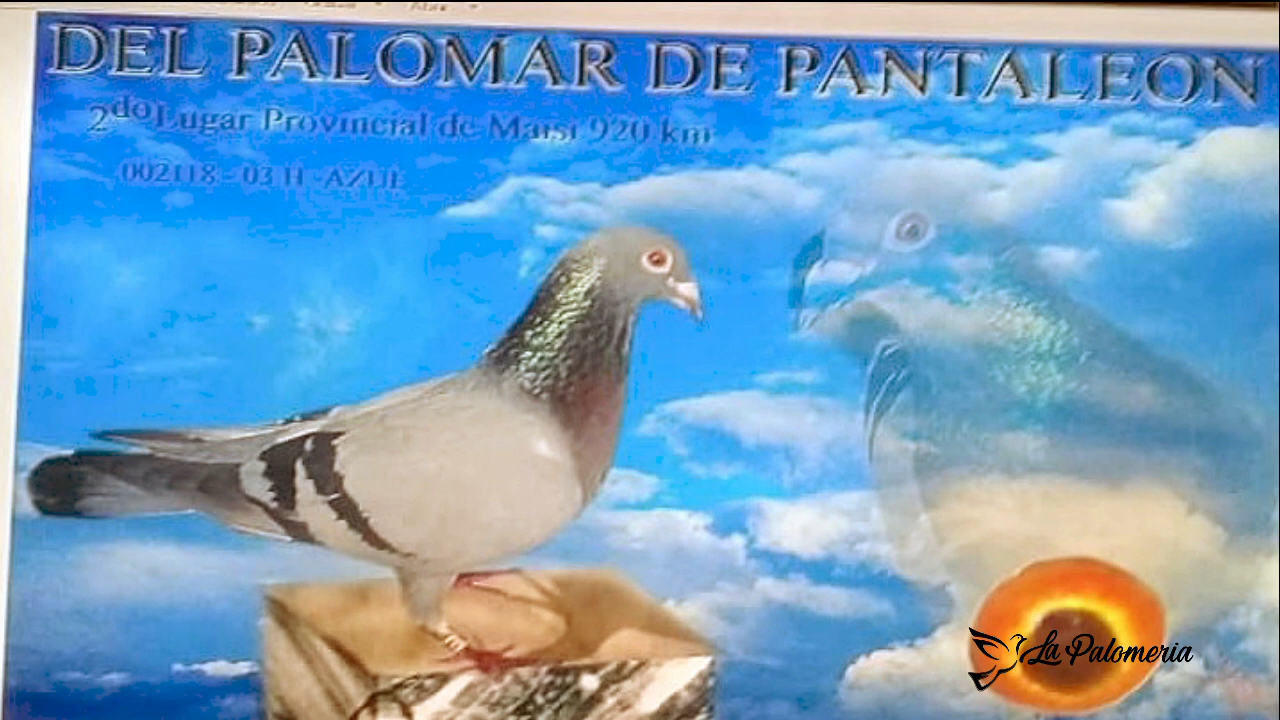 DEL PALOMAR DE PANTALEON
2do Lugar Provincial de Maisi 920 km
002118 - 03 H -AZUL
La Palomeria